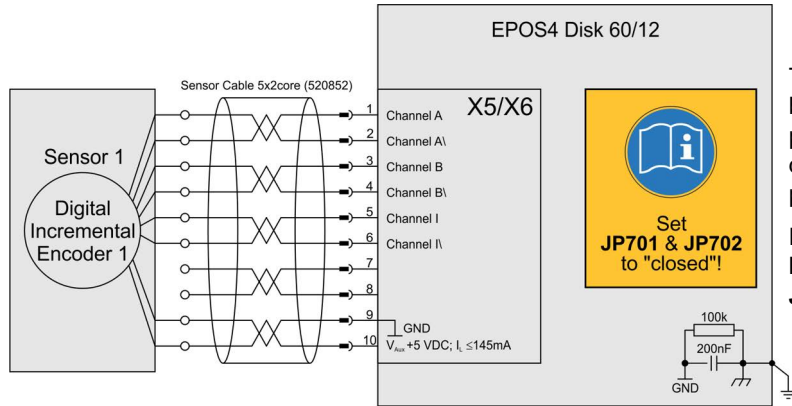 EPOS4 Disk 60/12
Sensor Cable 5x2core (520852)
X5/X6
Sensor 1
Digital
Incremental
Encoder 1
1 Channel A
2 Channel A\
3 Channel B
4 Channel B\
5 Channel I
6 Channel I\
7
8
9 GND
10 VAux +5 VDC; IL ≤145mA
i
Set
JP701 & JP702
to "closed"!
100k
200nF
GND